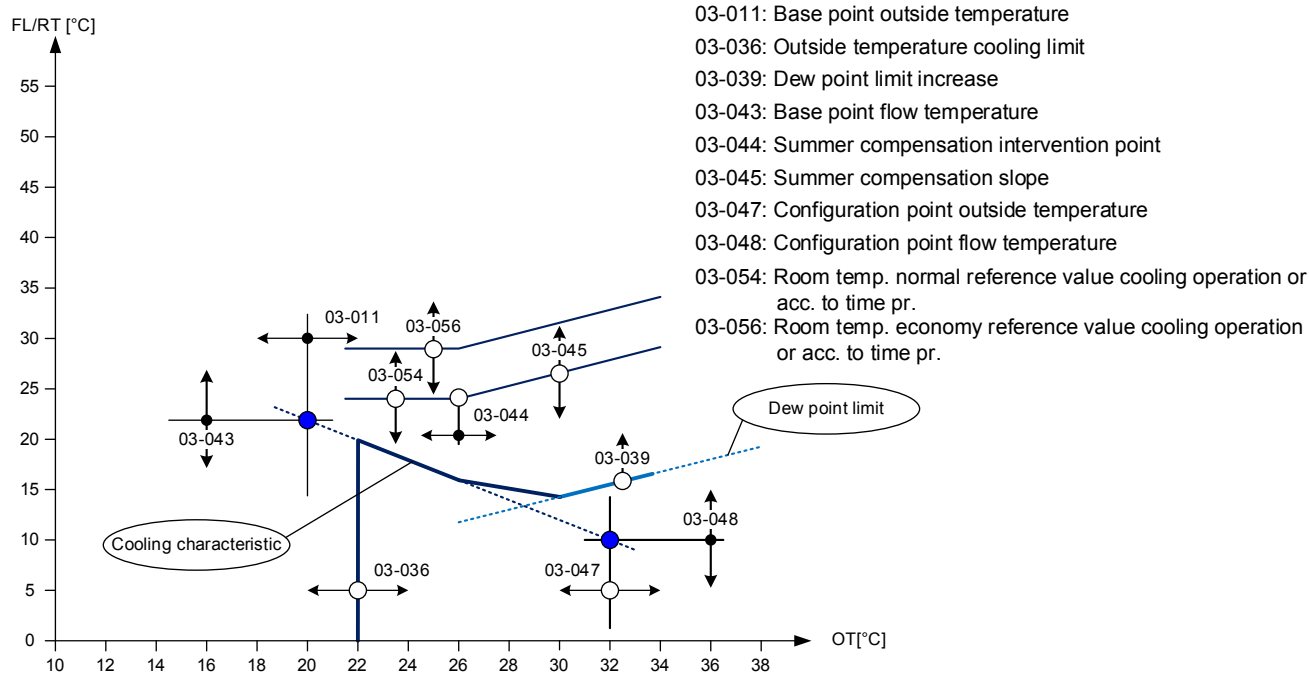 FL/RT [°C]
55
50
45
40
35
30
25
20
15
10
5
0
10
12
14
16
18
20
22
24
26
28
30
32
34
36
38
OT[°C]
03-011
03-056
03-045
03-054
03-044
03-043
03-039
03-048
03-036
03-047
Dew point limit
Cooling characteristic
03-011: Base point outside temperature
03-036: Outside temperature cooling limit
03-039: Dew point limit increase
03-043: Base point flow temperature
03-044: Summer compensation intervention point
03-045: Summer compensation slope
03-047: Configuration point outside temperature
03-048: Configuration point flow temperature
03-054: Room temp. normal reference value cooling operation or
acc. to time pr.
03-056: Room temp. economy reference value cooling operation
or acc. to time pr.